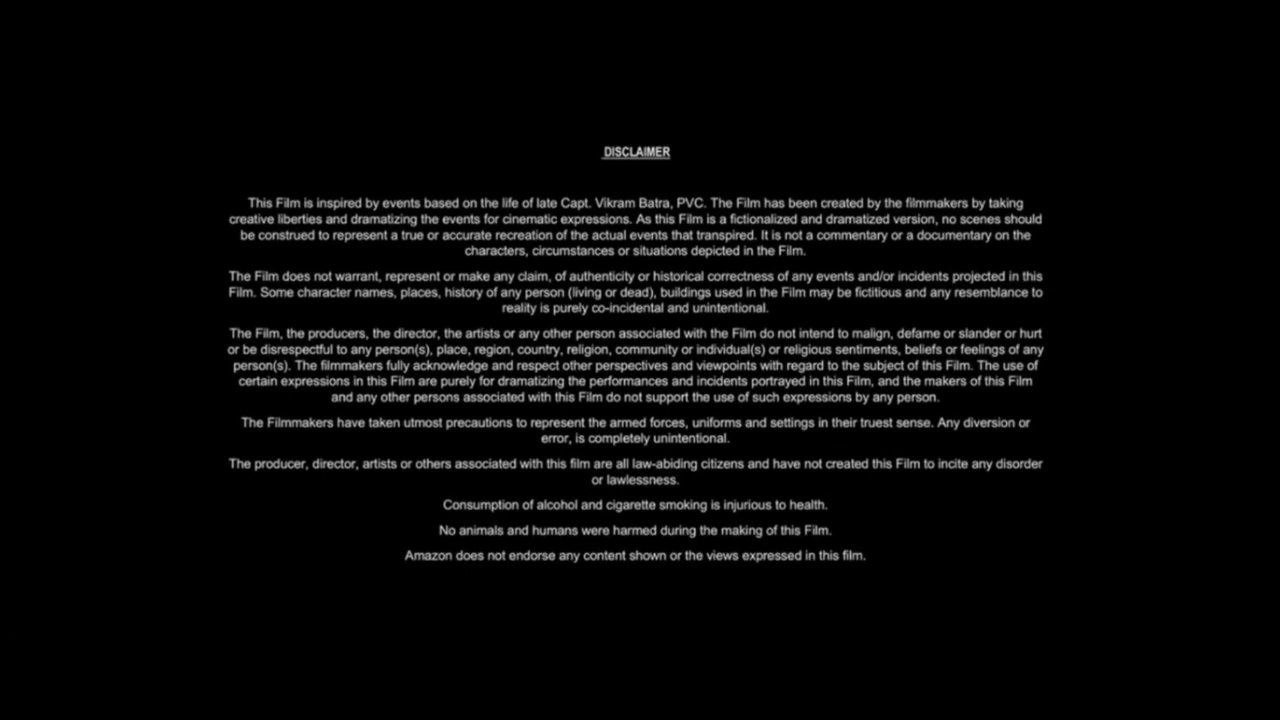 DISCLAIMER
This Film is inspired by events based on the life of late Capt. Vikram Batra, PVC. The Film has been created by the filmmakers by taking
creative liberties and dramatizing the events for cinematic expressions. As this Film is a fictionalized and dramatized version, no scenes should
be construed to represent a true or accurate recreation of the actual events that transpired. It is not a commentary or a documentary on the
characters, circumstances or situations depicted in the Film.
The Film does not warrant, represent or make any claim, of authenticity or historical correctness of any events and/or incidents projected in this
Film. Some character names, places, history of any person (living or dead), buildings used in the Film may be fictitious and any resemblance to
reality is purely co-incidental and unintentional.
The Film, the producers, the director, the artists or any other person associated with the Film do not intend to malign, defame or slander or hurt
or be disrespectful to any person(s), place, region, country, religion, community or individual(s) or religious sentiments, beliefs or feelings of any
person(s). The filmmakers fully acknowledge and respect other perspectives and viewpoints with regard to the subject of this Film. The use of
certain expressions in this Film are purely for dramatizing the performances and incidents portrayed in this Film, and the makers of this Film
and any other persons associated with this Film do not support the use of such expressions by any person.
The Filmmakers have taken utmost precautions to represent the armed forces, uniforms and settings in their truest sense. Any diversion or
error, is completely unintentional.
The producer, director, artists or others associated with this film are all law-abiding citizens and have not created this Film to incite any disorder
or lawlessness.
Consumption of alcohol and cigarette smoking is injurious to health.
No animals and humans were harmed during the making of this Film.
Amazon does not endorse any content shown or the views expressed in this film.